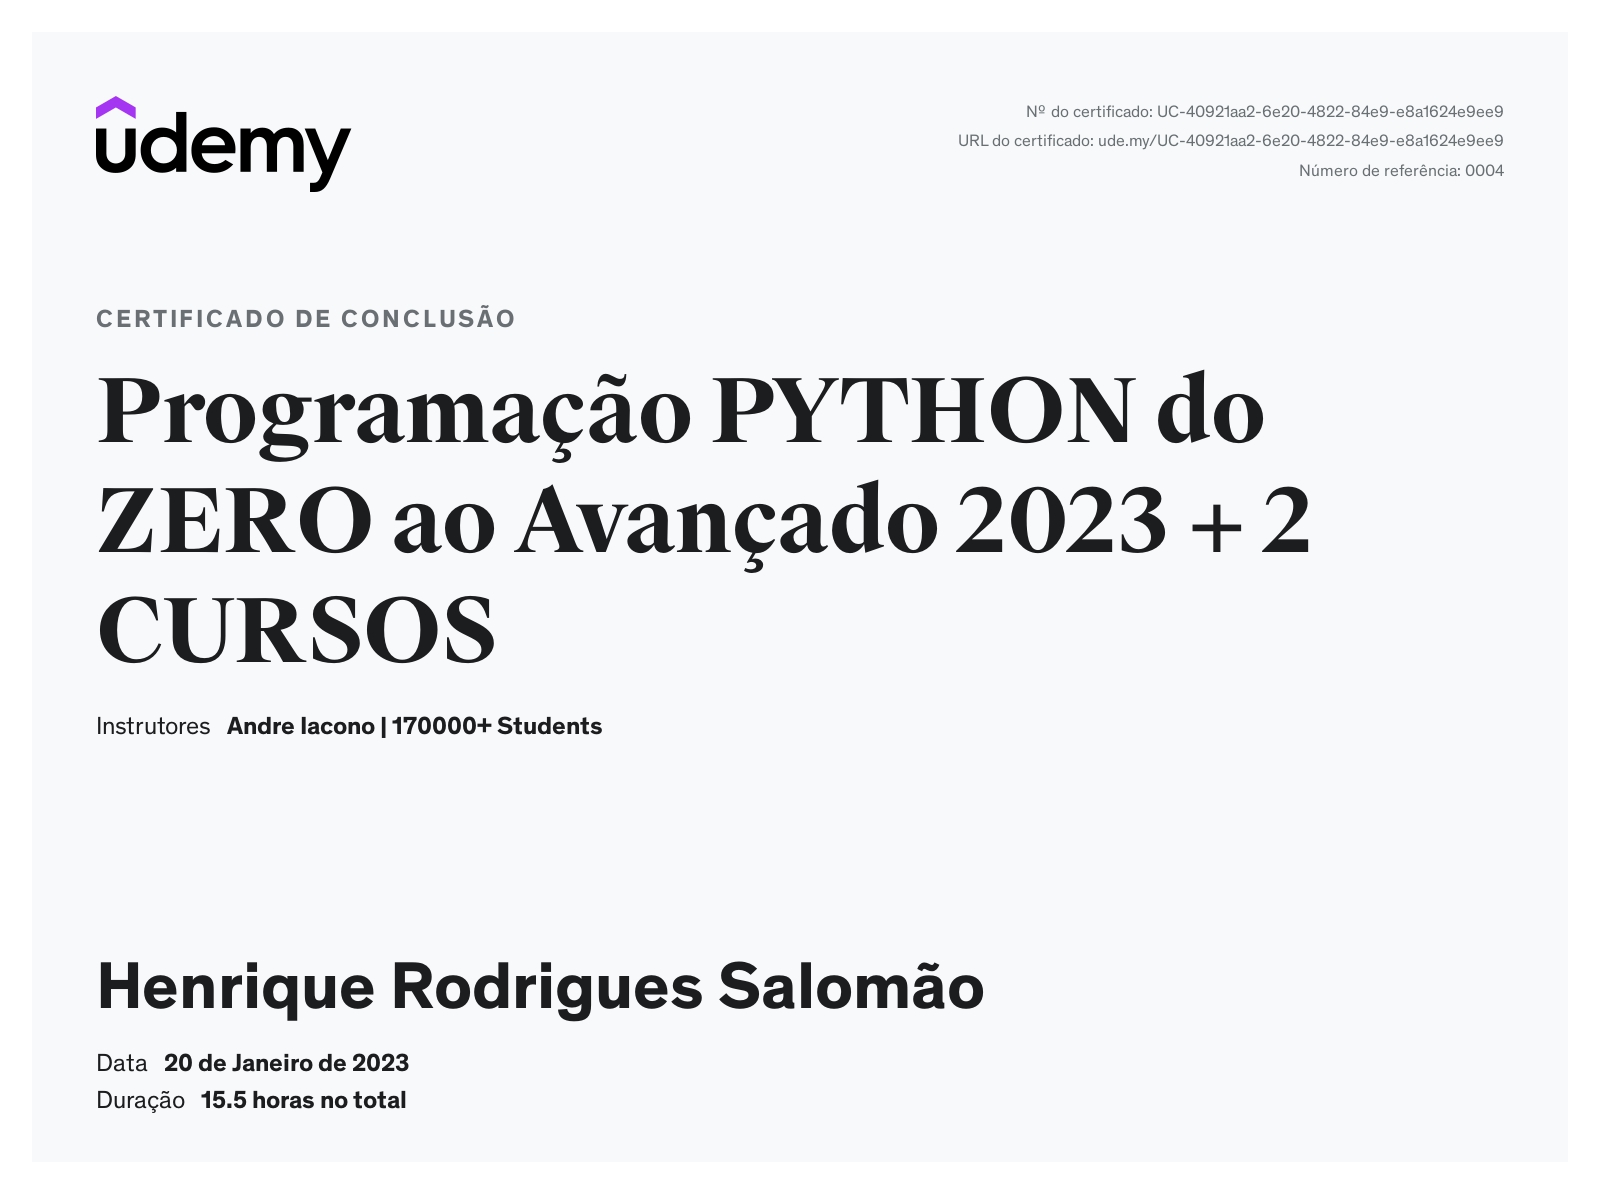 udemy
Nº do certificado: UC-40921aa2-6e20-4822-84e9-e8a1624e9ee9
URL do certificado: ude.my/UC-40921aa2-6e20-4822-84e9-e8a1624e9ee9
Número de referência: 0004
CERTIFICADO DE CONCLUSÃO
Programação PYTHON do
ZERO ao Avançado 2023 + 2
CURSOS
Instrutores Andre Iacono | 170000+ Students
Henrique Rodrigues Salomão
Data 20 de Janeiro de 2023
Duração 15.5 horas no total